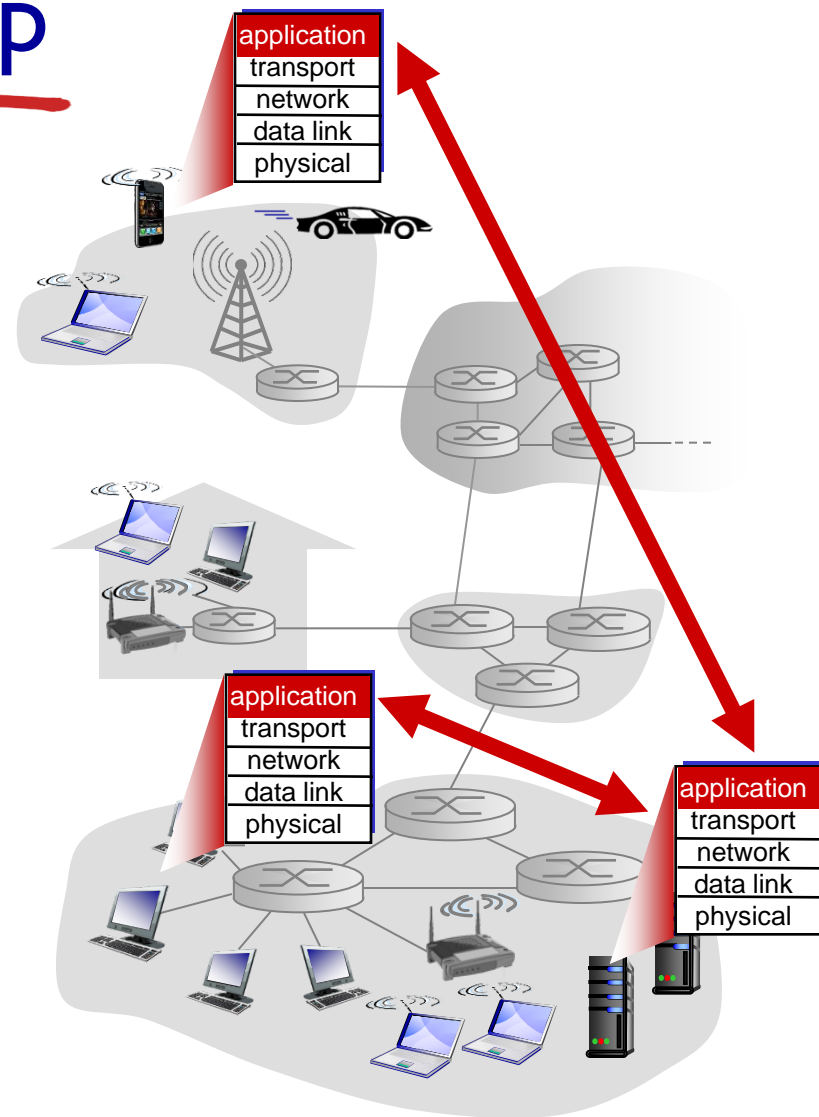 p
application
transport
network
data link
physical
application
transport
network
data link
physical
application
transport
network
data link
physical